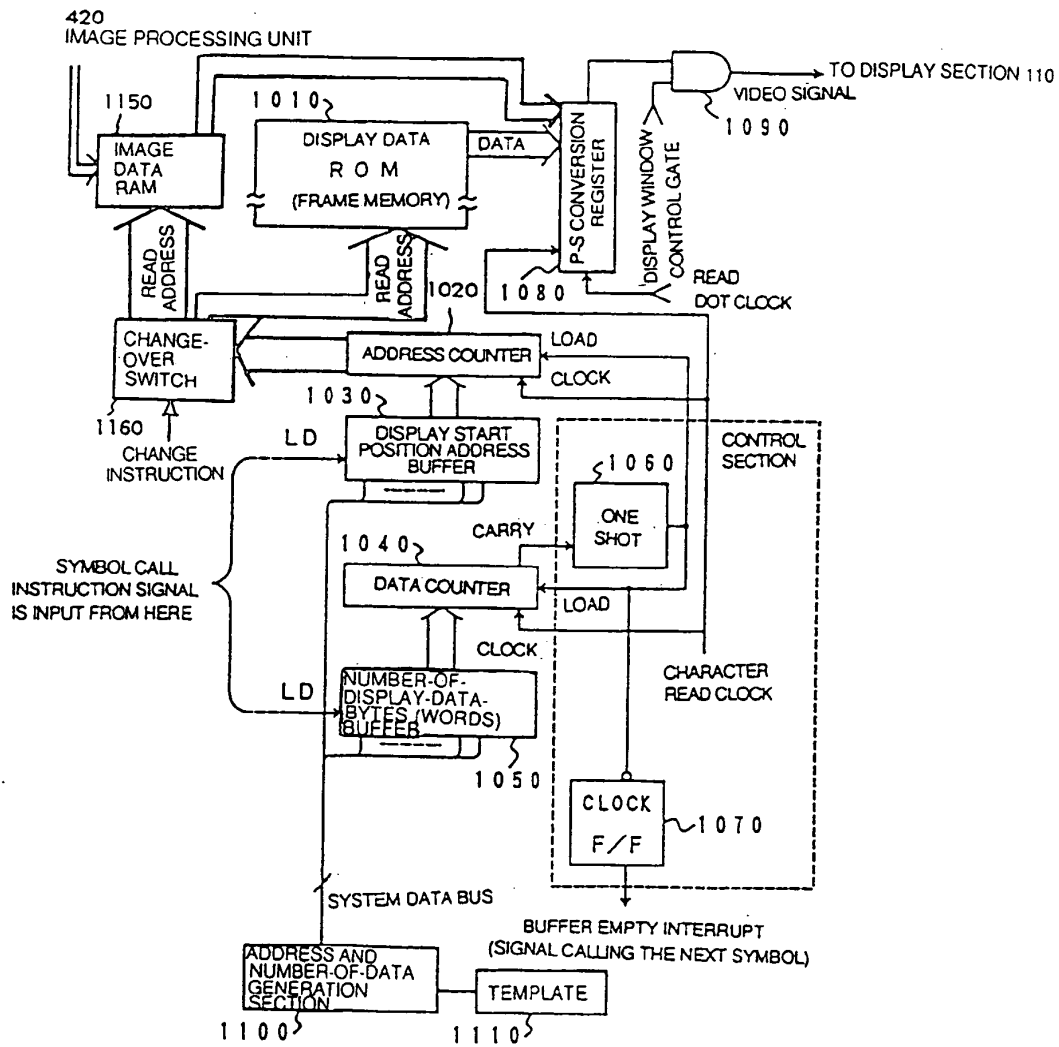 420
IMAGE PROCESSING UNIT
1150
IMAGE
DATA
RAM
1010
DISPLAY DATA
ROM
(FRAME MEMORY)
DATA
P-S CONVERSION
REGISTER
1080
TO DISPLAY SECTION 110
VIDEO SIGNAL
1090
DISPLAY WINDOW
CONTROL GATE
READ
DOT CLOCK
READ
ADDRESS
READ
ADDRESS
1020
CHANGE-
OVER
SWITCH
1160
CHANGE
INSTRUCTION
ADDRESS COUNTER
LOAD
CLOCK
1030
LD
DISPLAY START
POSITION ADDRESS
BUFFER
CONTROL
SECTION
1060
ONE
SHOT
CARRY
1040
DATA COUNTER
LOAD
CLOCK
SYMBOL CALL
INSTRUCTION SIGNAL
IS INPUT FROM HERE
CHARACTER
READ CLOCK
LD
NUMBER-OF-
DISPLAY-DATA-
BYTES (WORDS)
BUFFER
1050
CLOCK
F/F
1070
SYSTEM DATA BUS
BUFFER EMPTY INTERRUPT
(SIGNAL CALLING THE NEXT SYMBOL)
ADDRESS AND
NUMBER-OF-DATA
GENERATION
SECTION
1100
TEMPLATE
1110